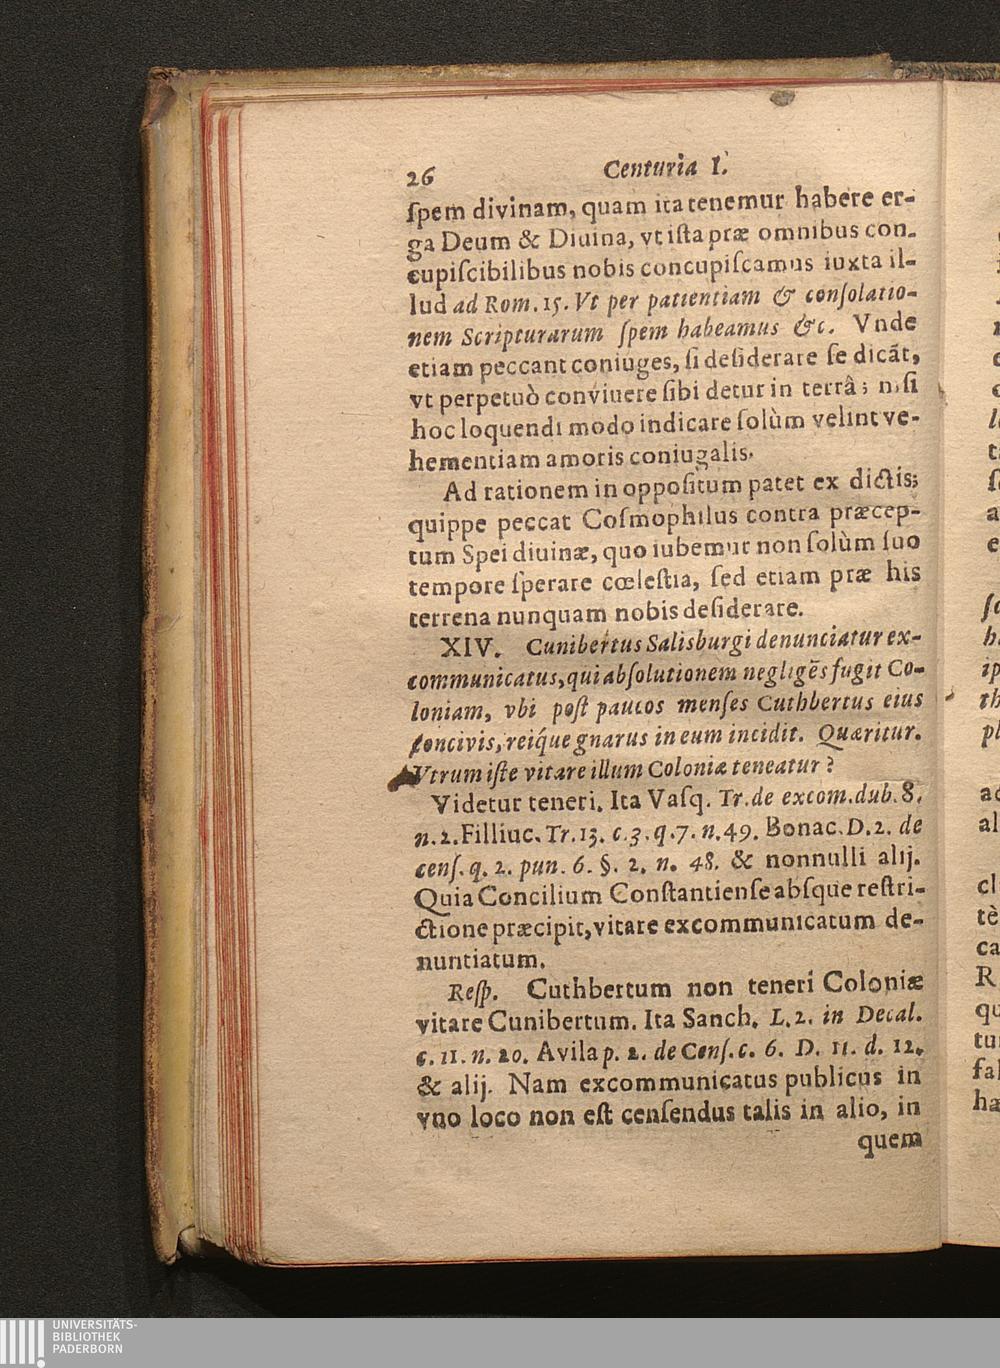 26 Centuria I.
ſpem divinam, quam ita tenemur habere er-
ga Deum & Diuina, vt iſta præ omnibus con-
cupiſcibilibus nobis concupiſcamus iuxta il-
lud ad Rom. 15. Vt per patientiam & conſolatio-
nem Scripturarum ſpem habeamus &c. Vnde
etiam peccant coniuges, ſi deſiderare ſe dicãt,
vt perpetuò conviuere ſibi detur in terrâ; niſi
hoc loquendi modo indicare ſolùm velint ve-
hementiam amoris coniugalis.
Ad rationem in oppoſitum patet ex dictis;
quippe peccat Coſmophilus contra præcep-
tum Spei diuinæ, quo iubemur non ſolùm ſuo
tempore ſperare cœleſtia, ſed etiam præ his
terrena nunquam nobis deſiderare.
XIV. Cunibertus Salisburgi denunciatur ex-
communicatus, qui abſolutionem negligẽs fugit Co-
loniam, vbi poſt paucos menſes Cuthbertus eius
concivis, reiq́ue gnarus in eum incidit. Quæritur.
Vtrum iſte vitare illum Coloniæ teneatur?
Videtur teneri. Ita Vaſq. Tr. de excom. dub. 8.
n. 2. Filliuc. Tr. 13. c. 3. q. 7. n. 49. Bonac. D. 2. de
cenſ. q. 2. pun. 6. §. 2. n. 48. & nonnulli alij.
Quia Concilium Conſtantienſe abſque reſtri-
ctione præcipit, vitare excommunicatum de-
nuntiatum.
Reſp. Cuthbertum non teneri Coloniæ
vitare Cunibertum. Ita Sanch. L. 2. in Decal.
c. 11. n. 20. Avila p. 2. de Cenſ. c. 6. D. 11. d. 12.
& alij. Nam excommunicatus publicus in
vno loco non eſt cenſendus talis in alio, in
quem
UNIVERSITÄTS-
BIBLIOTHEK
PADERBORN